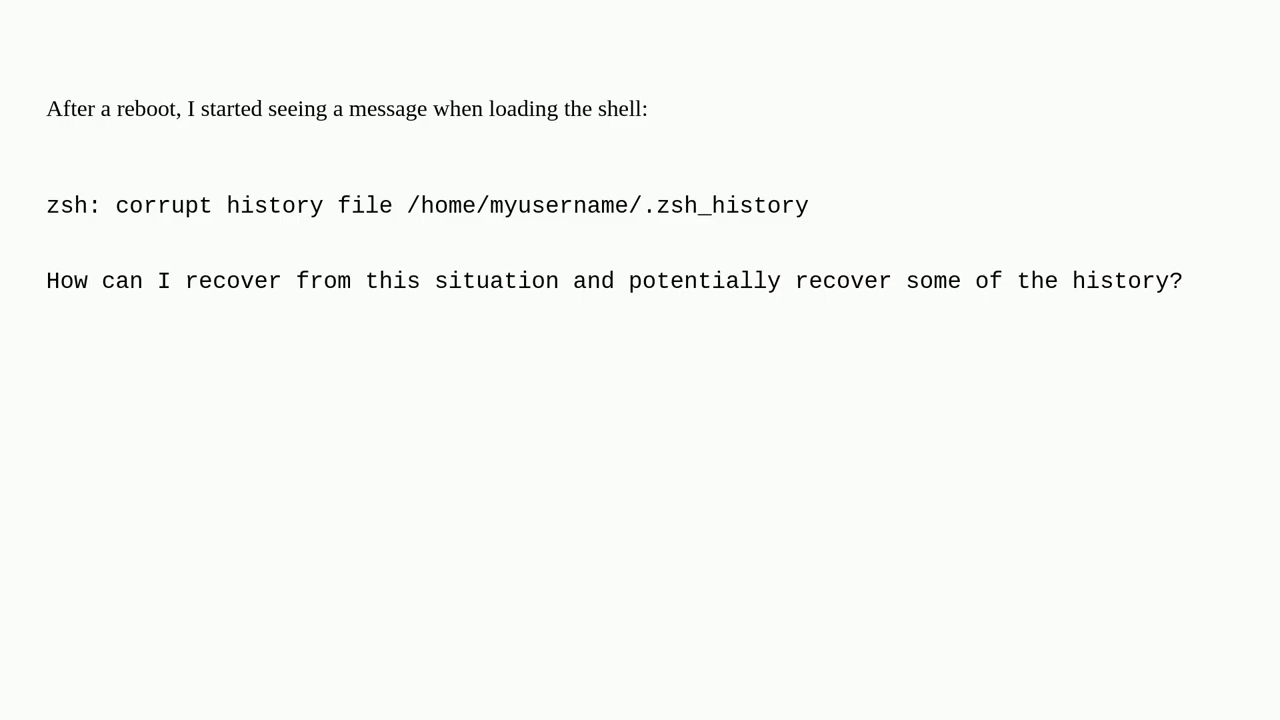 After a reboot, I started seeing a message when loading the shell:
zsh: corrupt history file /home/myusername/.zsh_history
How can I recover from this situation and potentially recover some of the history?